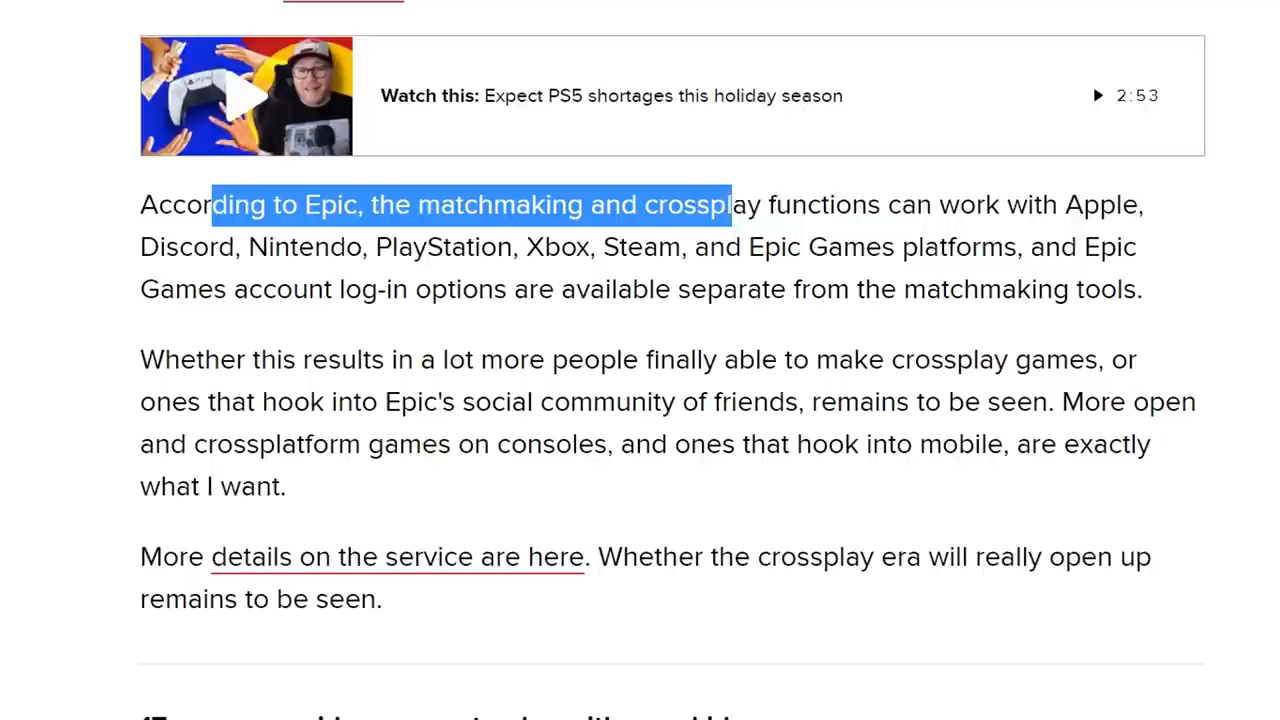 Watch this: Expect PS5 shortages this holiday season 2:53
According to Epic, the matchmaking and crossplay functions can work with Apple,
Discord, Nintendo, PlayStation, Xbox, Steam, and Epic Games platforms, and Epic
Games account log-in options are available separate from the matchmaking tools.
Whether this results in a lot more people finally able to make crossplay games, or
ones that hook into Epic's social community of friends, remains to be seen. More open
and crossplatform games on consoles, and ones that hook into mobile, are exactly
what I want.
More details on the service are here. Whether the crossplay era will really open up
remains to be seen.